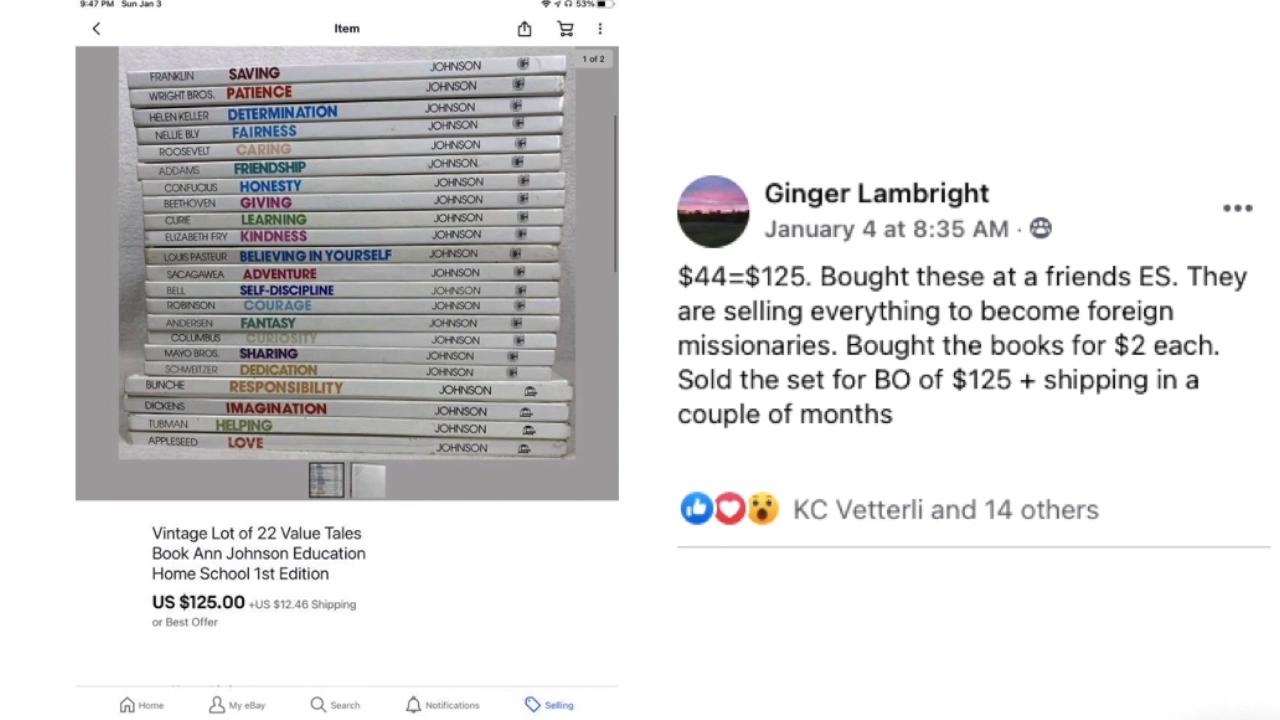 9:47 PM Sun Jan 3
53%
Item
1 of 2
FRANKLIN SAVING JOHNSON
WRIGHT BROS. PATIENCE JOHNSON
HELEN KELLER DETERMINATION JOHNSON
NELLIE BLY FAIRNESS JOHNSON
ROOSEVELT CARING JOHNSON
ADDAMS FRIENDSHIP JOHNSON
CONFUCIUS HONESTY JOHNSON
BEETHOVEN GIVING JOHNSON
CURIE LEARNING JOHNSON
ELIZABETH FRY KINDNESS JOHNSON
LOUIS PASTEUR BELIEVING IN YOURSELF JOHNSON
SACAGAWEA ADVENTURE JOHNSON
BELL SELF-DISCIPLINE JOHNSON
ROBINSON COURAGE JOHNSON
ANDERSEN FANTASY JOHNSON
COLUMBUS CURIOSITY JOHNSON
MAYO BROS. SHARING JOHNSON
SCHWEITZER DEDICATION JOHNSON
BUNCHE RESPONSIBILITY JOHNSON
DICKENS IMAGINATION JOHNSON
TUBMAN HELPING JOHNSON
APPLESEED LOVE JOHNSON
Vintage Lot of 22 Value Tales
Book Ann Johnson Education
Home School 1st Edition
US $125.00 +US $12.46 Shipping
or Best Offer
Home My eBay Search Notifications Selling
Ginger Lambright
January 4 at 8:35 AM ·
$44=$125. Bought these at a friends ES. They
are selling everything to become foreign
missionaries. Bought the books for $2 each.
Sold the set for BO of $125 + shipping in a
couple of months
KC Vetterli and 14 others